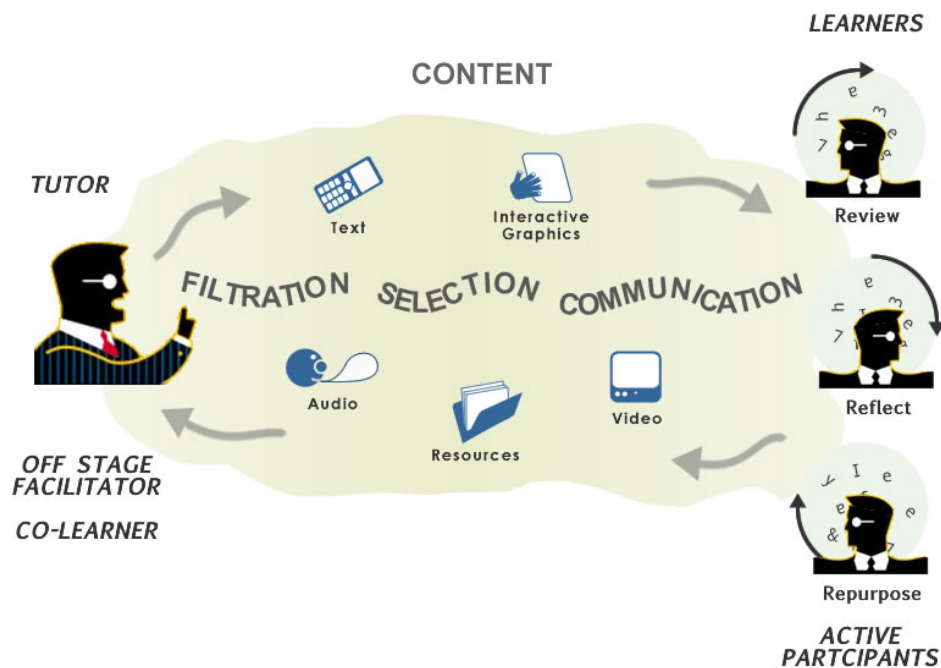 LEARNERS
CONTENT
TUTOR
Text
Interactive
Graphics
Review
FILTRATION SELECTION COMMUNICATION
Audio
Resources
Video
Reflect
OFF STAGE
FACILITATOR
CO-LEARNER
Repurpose
ACTIVE
PARTCIPANTS